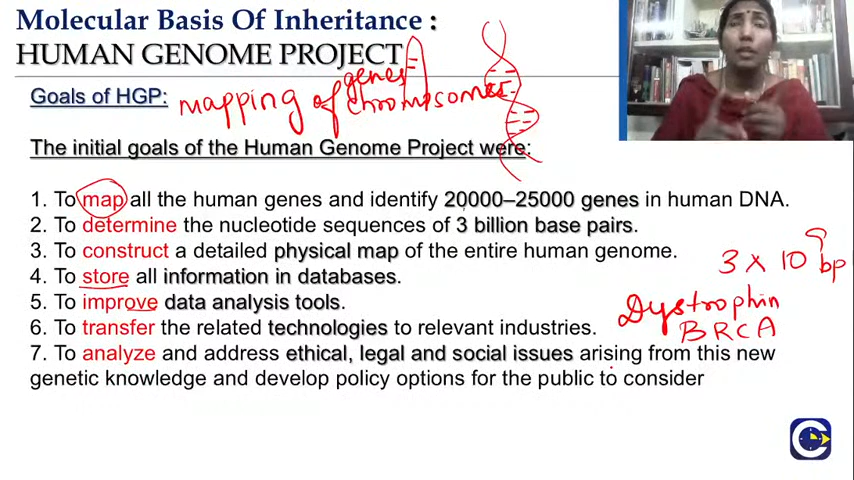 Molecular Basis Of Inheritance :
HUMAN GENOME PROJECT
Goals of HGP:
mapping of genes
chromosomes
The initial goals of the Human Genome Project were:
1. To map all the human genes and identify 20000–25000 genes in human DNA.
2. To determine the nucleotide sequences of 3 billion base pairs.
3. To construct a detailed physical map of the entire human genome.
3 x 10 9 bp
4. To store all information in databases.
5. To improve data analysis tools.
Dystrophin
BRCA
6. To transfer the related technologies to relevant industries.
7. To analyze and address ethical, legal and social issues arising from this new
genetic knowledge and develop policy options for the public to consider